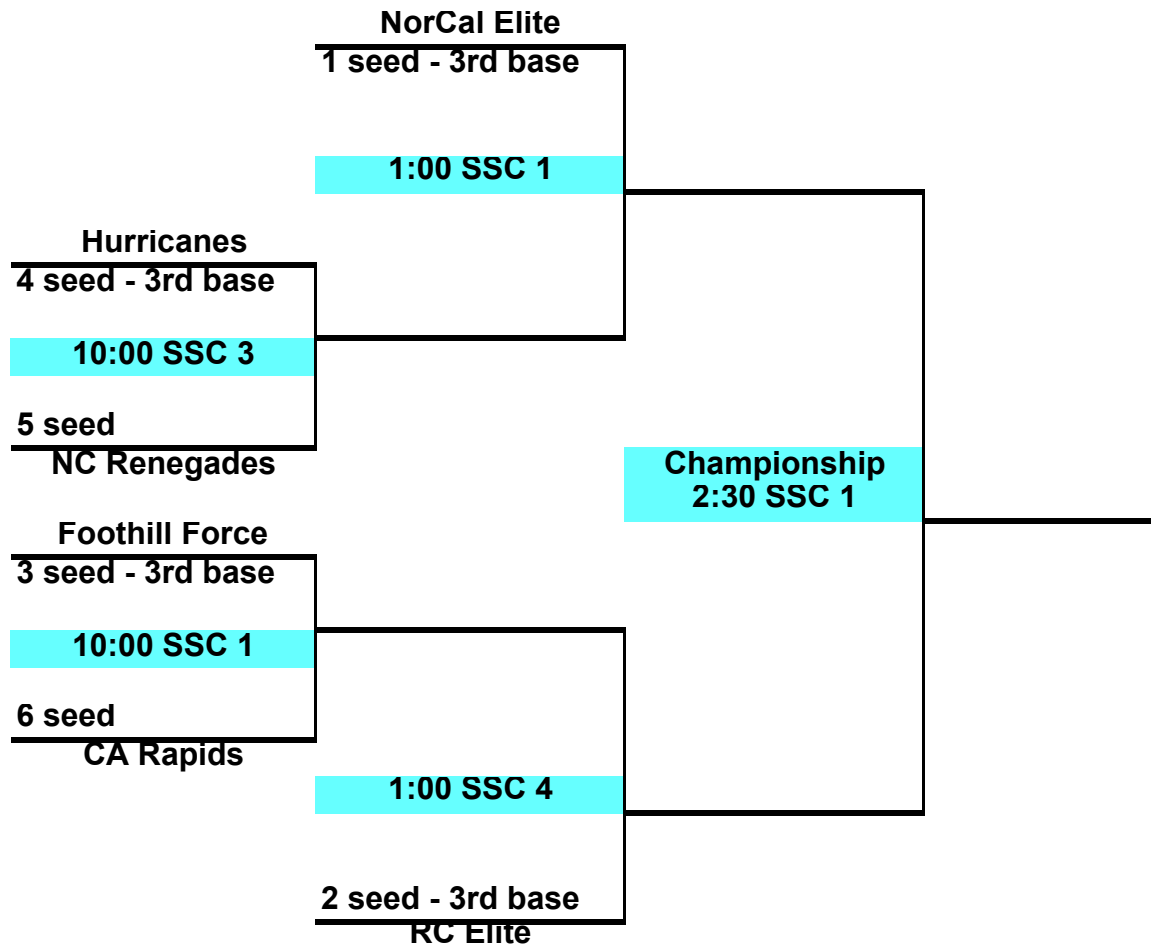 NorCal Elite
1 seed - 3rd base
1:00 SSC 1
Hurricanes
4 seed - 3rd base
10:00 SSC 3
5 seed
NC Renegades
Championship
2:30 SSC 1
Foothill Force
3 seed - 3rd base
10:00 SSC 1
6 seed
CA Rapids
1:00 SSC 4
2 seed - 3rd base
RC Elite